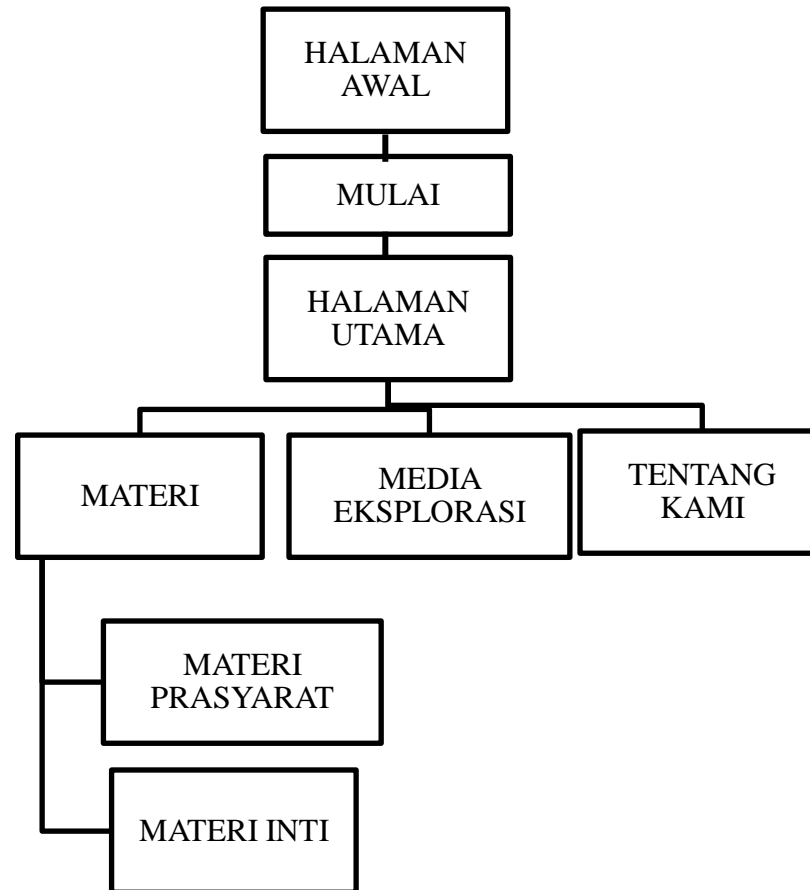 HALAMAN
AWAL
MULAI
HALAMAN
UTAMA
MATERI
MEDIA
EKSPLORASI
TENTANG
KAMI
MATERI
PRASYARAT
MATERI INTI